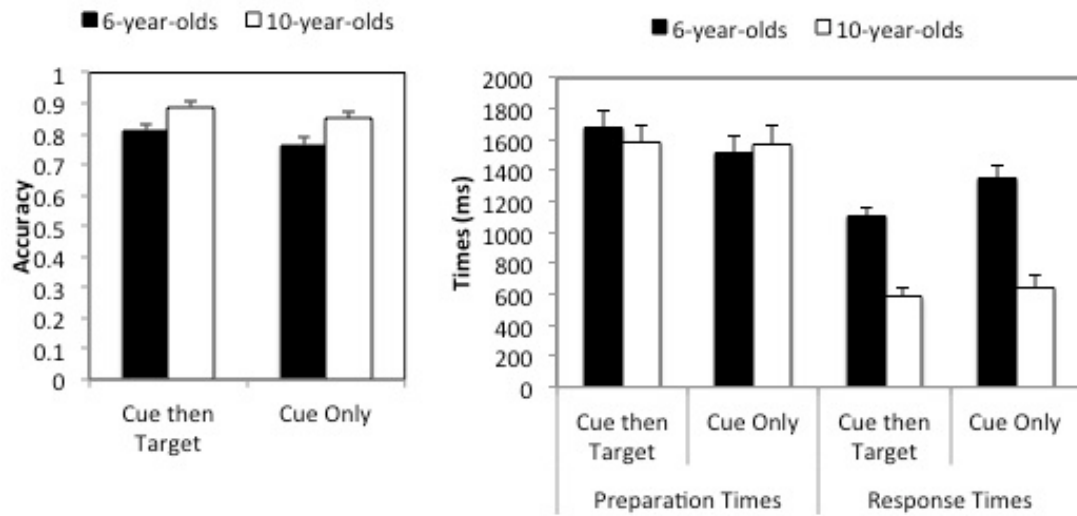 6-year-olds 10-year-olds
Accuracy
1
0.9
0.8
0.7
0.6
0.5
0.4
0.3
0.2
0.1
0
Cue then Target
Cue Only
6-year-olds 10-year-olds
Times (ms)
2000
1800
1600
1400
1200
1000
800
600
400
200
0
Cue then Target
Cue Only
Cue then Target
Cue Only
Preparation Times
Response Times